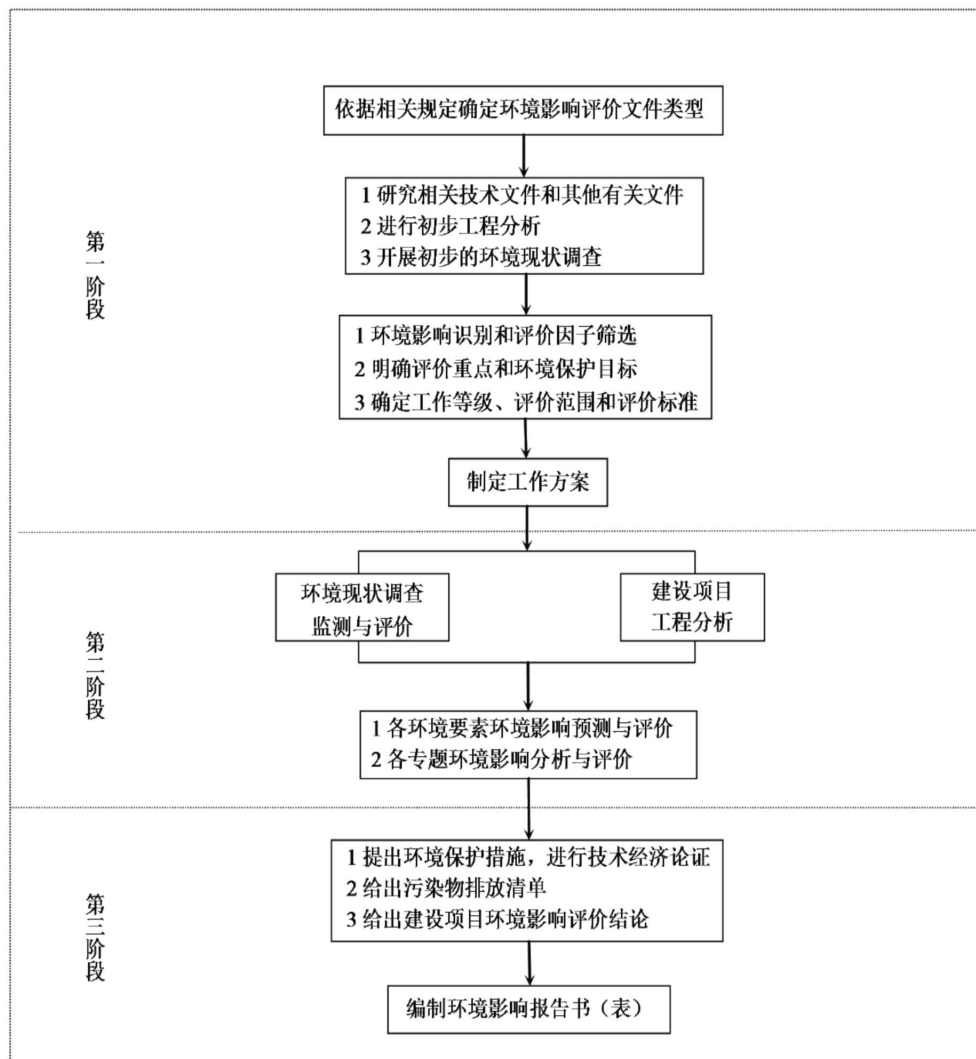 依据相关规定确定环境影响评价文件类型
1 研究相关技术文件和其他有关文件
2 进行初步工程分析
3 开展初步的环境现状调查
第一阶段
1 环境影响识别和评价因子筛选
2 明确评价重点和环境保护目标
3 确定工作等级、评价范围和评价标准
制定工作方案
环境现状调查
监测与评价
建设项目
工程分析
第二阶段
1 各环境要素环境影响预测与评价
2 各专题环境影响分析与评价
1 提出环境保护措施，进行技术经济论证
2 给出污染物排放清单
3 给出建设项目环境影响评价结论
第三阶段
编制环境影响报告书（表）